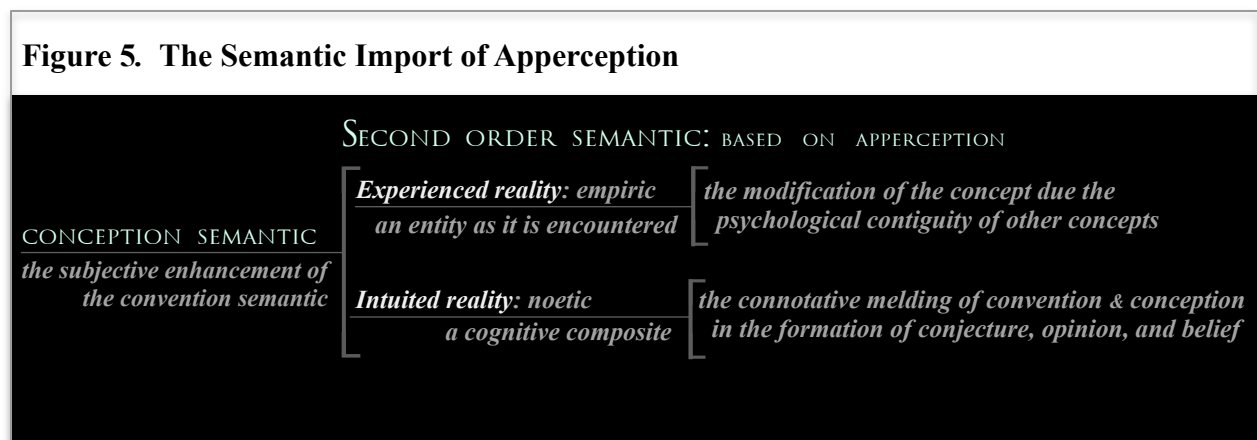 Figure 5. The Semantic Import of Apperception
SECOND ORDER SEMANTIC: BASED ON APPERCEPTION
Experienced reality: empiric
an entity as it is encountered
the modification of the concept due the
psychological contiguity of other concepts
CONCEPTION SEMANTIC
the subjective enhancement of
the convention semantic
Intuited reality: noetic
a cognitive composite
the connotative melding of convention & conception
in the formation of conjecture, opinion, and belief